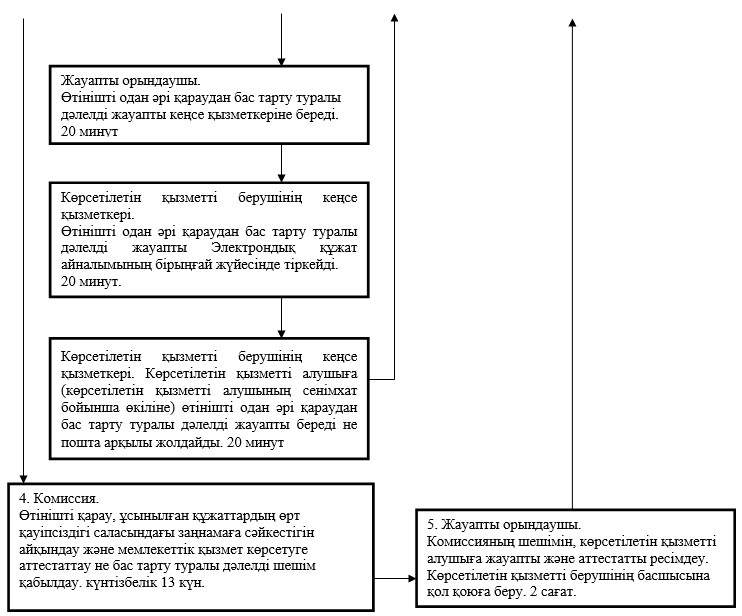 Жауапты орындаушы.
Өтінішті одан әрі қараудан бас тарту туралы
дәлелді жауапты кеңсе қызметкеріне береді.
20 минут
Көрсетілетін қызметті берушінің кеңсе
қызметкері.
Өтінішті одан әрі қараудан бас тарту туралы
дәлелді жауапты Электрондық құжат
айналымының бірыңғай жүйесінде тіркейді.
20 минут.
Көрсетілетін қызметті берушінің кеңсе
қызметкері. Көрсетілетін қызметті алушыға
(көрсетілетін қызметті алушының сенімхат
бойынша өкіліне) өтінішті одан әрі қараудан
бас тарту туралы дәлелді жауапты береді не
пошта арқылы жолдайды. 20 минут
4. Комиссия.
Өтінішті қарау, ұсынылған құжаттардың өрт
қауіпсіздігі саласындағы заңнамаға сәйкестігін
айқындау және мемлекеттік қызмет көрсетуге
аттестаттау не бас тарту туралы дәлелді шешім
қабылдау. күнтізбелік 13 күн.
5. Жауапты орындаушы.
Комиссияның шешімін, көрсетілетін қызметті
алушыға жауапты және аттестатты ресімдеу.
Көрсетілетін қызметті берушінің басшысына
қол қоюға беру. 2 сағат.